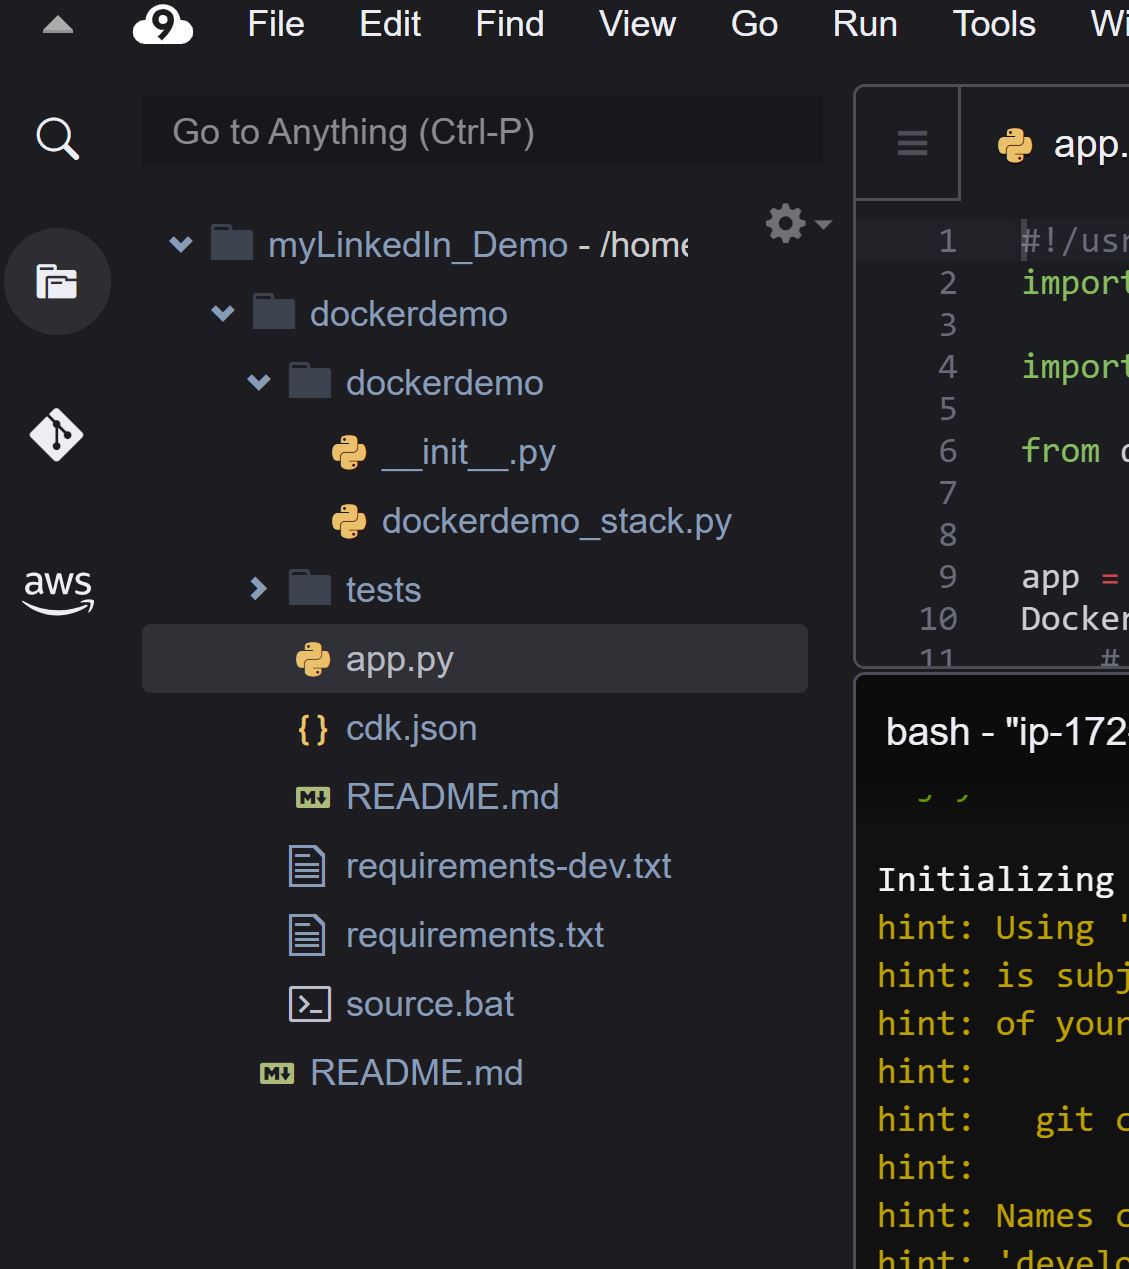 9 File Edit Find View Go Run Tools
Go to Anything (Ctrl-P)
myLinkedIn_Demo - /home
dockerdemo
dockerdemo
__init__.py
dockerdemo_stack.py
tests
app.py
{ } cdk.json
M README.md
requirements-dev.txt
requirements.txt
source.bat
M README.md
aws
app.
1 #!/usr
2 import
3
4 import
5
6 from
7
8
9 app =
10 Docker
11 #
bash - "ip-172-
Initializing
hint: Using '
hint: is subj
hint: of your
hint:
hint: git c
hint:
hint: Names c
hint: 'develo